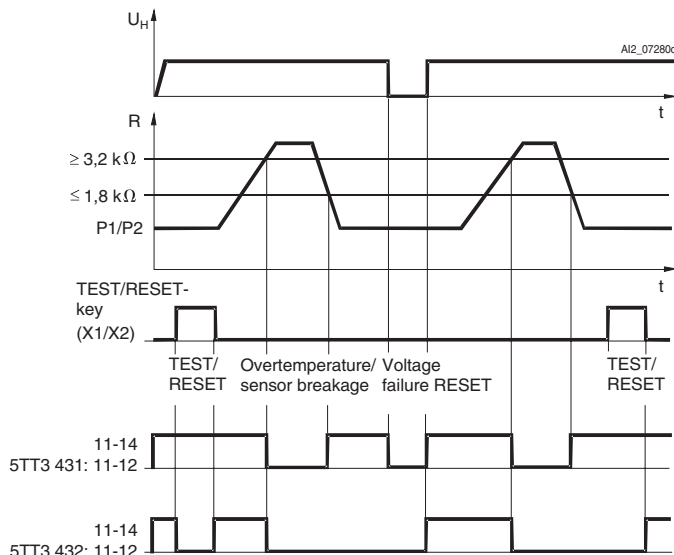 U_H
AI2_07280c
t
R
≥ 3,2 kΩ
≤ 1,8 kΩ
P1/P2
t
TEST/RESET-
key
(X1/X2)
TEST/
RESET
Overtemperature/
sensor breakage
Voltage
failure RESET
TEST/
RESET
11-14
5TT3 431: 11-12
11-14
5TT3 432: 11-12